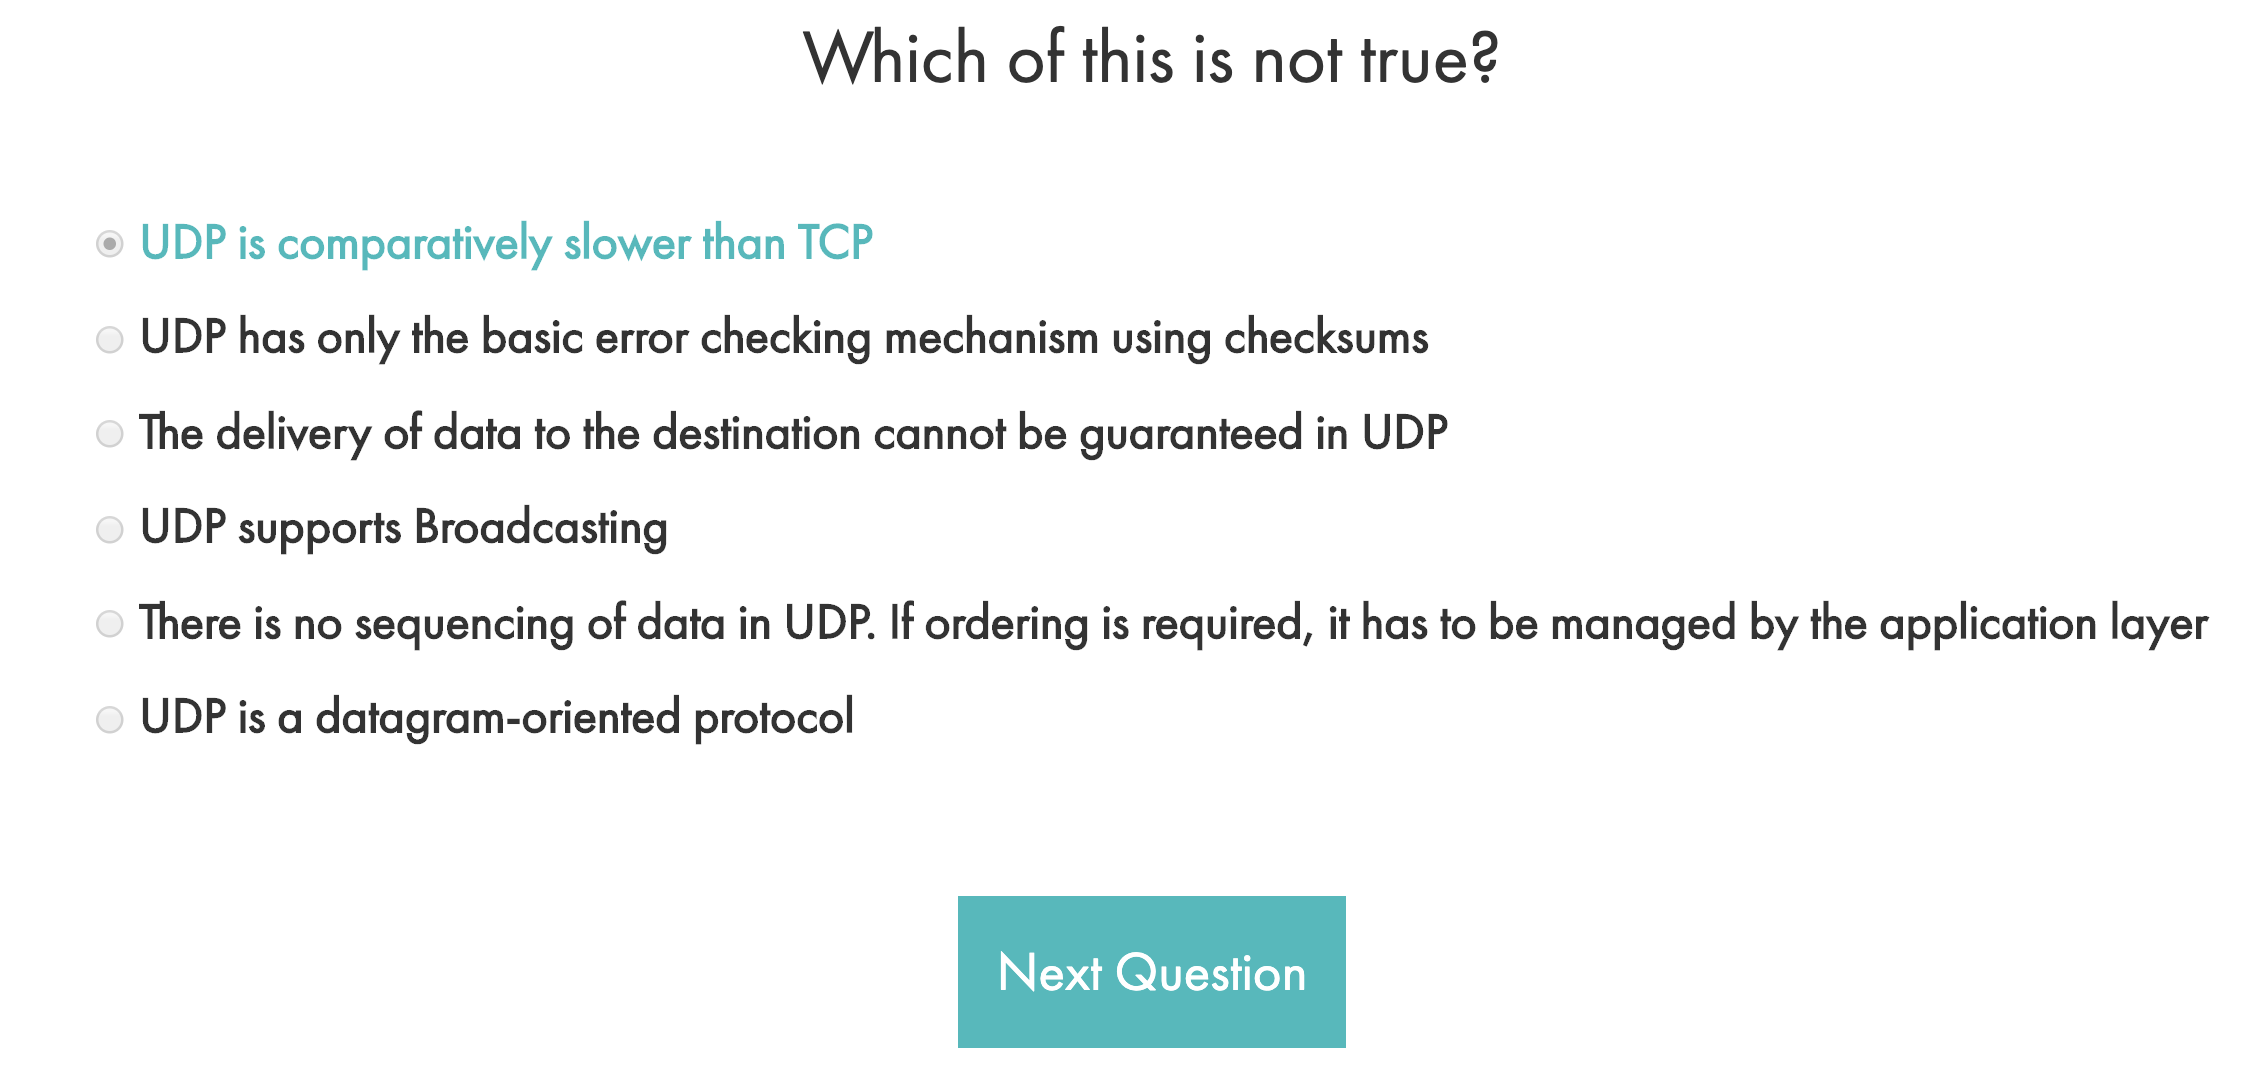 Which of this is not true?
UDP is comparatively slower than TCP
UDP has only the basic error checking mechanism using checksums
The delivery of data to the destination cannot be guaranteed in UDP
UDP supports Broadcasting
There is no sequencing of data in UDP. If ordering is required, it has to be managed by the application layer
UDP is a datagram-oriented protocol
Next Question